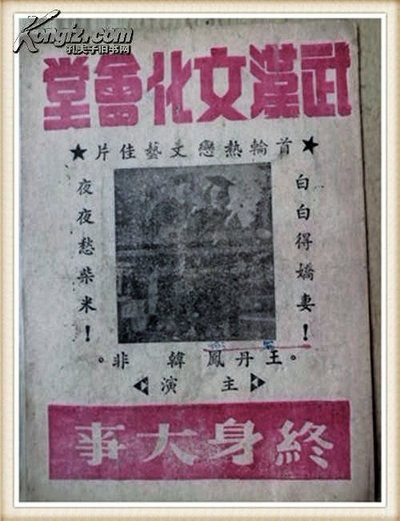 Kongfz.com
孔夫子旧书网
武漢文化會堂
★首輪熱戀文藝佳片★
白白得嬌妻！
夜夜愁柴米！
王丹鳳 韓非
主演
終身大事